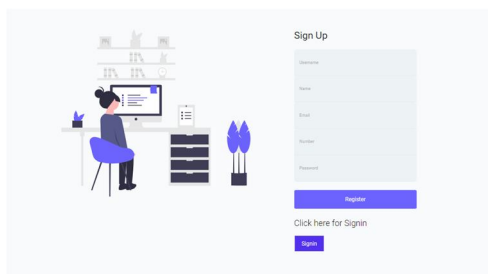 Sign Up
Username
Name
Email
Number
Password
Register
Click here for Signin
Signin